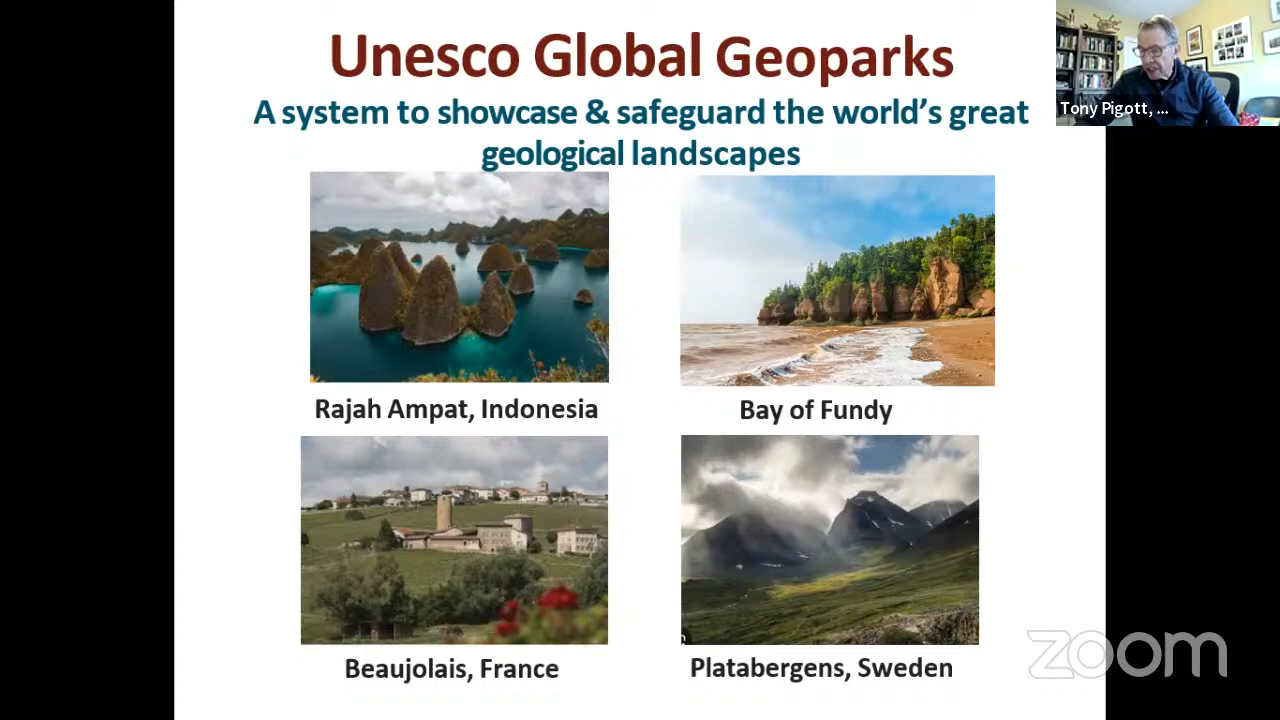 Unesco Global Geoparks
A system to showcase & safeguard the world's great
geological landscapes
Tony Pigott, ...
Rajah Ampat, Indonesia
Bay of Fundy
Beaujolais, France
Platabergens, Sweden
zoom